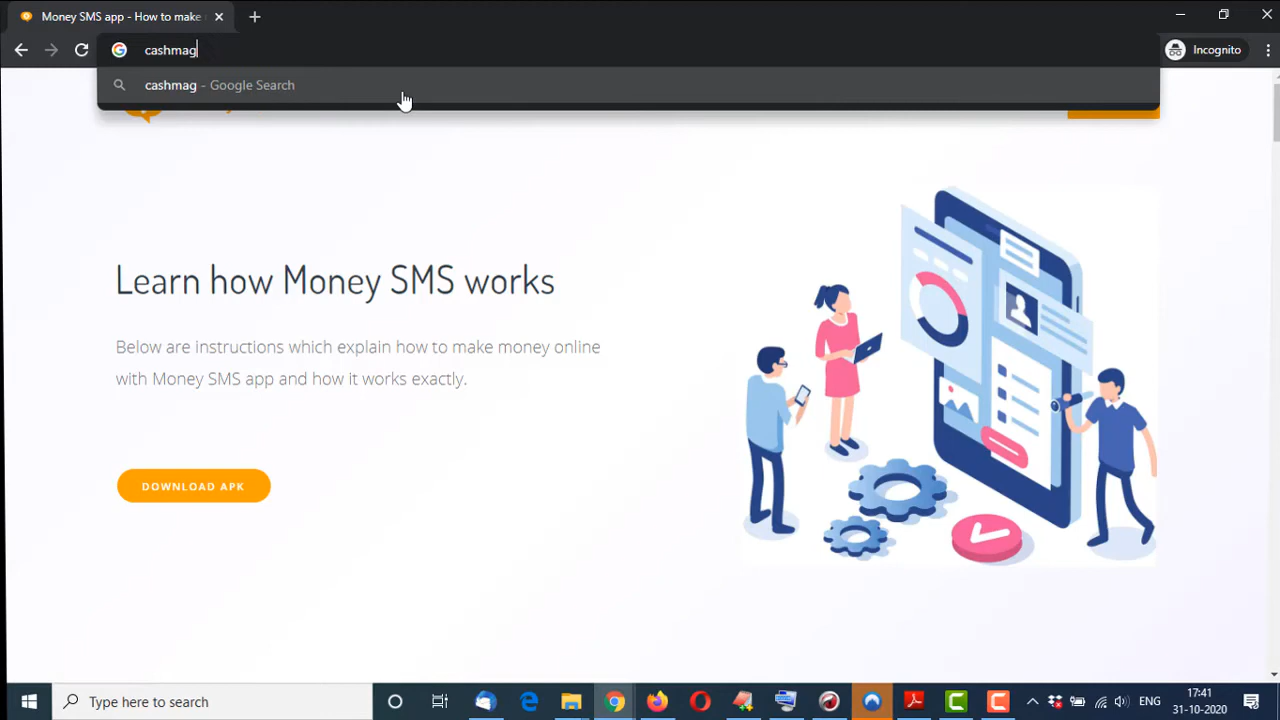 Money SMS app - How to make
cashmag
Incognito
cashmag - Google Search
Learn how Money SMS works
Below are instructions which explain how to make money online
with Money SMS app and how it works exactly.
DOWNLOAD APK
Type here to search
ENG
17:41
31-10-2020